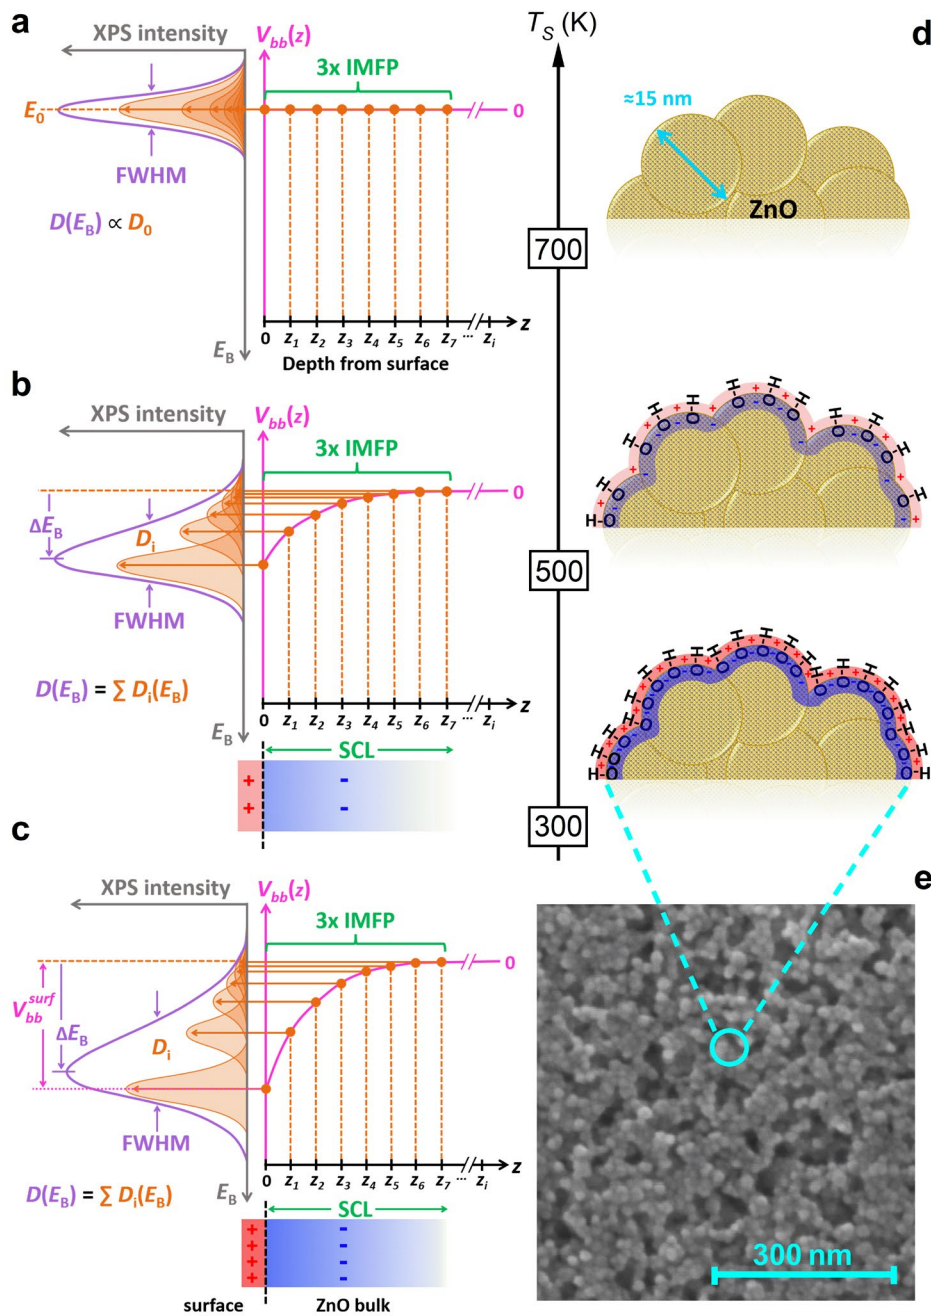 a
XPS intensity
V_bb(z)
3x IMFP
E_0
0
FWHM
D(E_B) ∝ D_0
0 z_1 z_2 z_3 z_4 z_5 z_6 z_7 ... z_i z
E_B
Depth from surface
b
XPS intensity
V_bb(z)
3x IMFP
0
ΔE_B
D_i
FWHM
D(E_B) = ∑ D_i(E_B)
0 z_1 z_2 z_3 z_4 z_5 z_6 z_7 ... z_i z
E_B
SCL
+ -
+ -
c
XPS intensity
V_bb(z)
3x IMFP
0
V_bb^surf
ΔE_B
D_i
FWHM
D(E_B) = ∑ D_i(E_B)
0 z_1 z_2 z_3 z_4 z_5 z_6 z_7 ... z_i z
E_B
SCL
+ -
+ -
+ -
+ -
surface
ZnO bulk
T_S (K)
700
500
300
d
≈15 nm
ZnO
H H H H H H H H H H H H
O O O O O O O O O O O O
H H H H H H H H H H H H H H H H H H
O O O O O O O O O O O O O O O O O O
e
300 nm